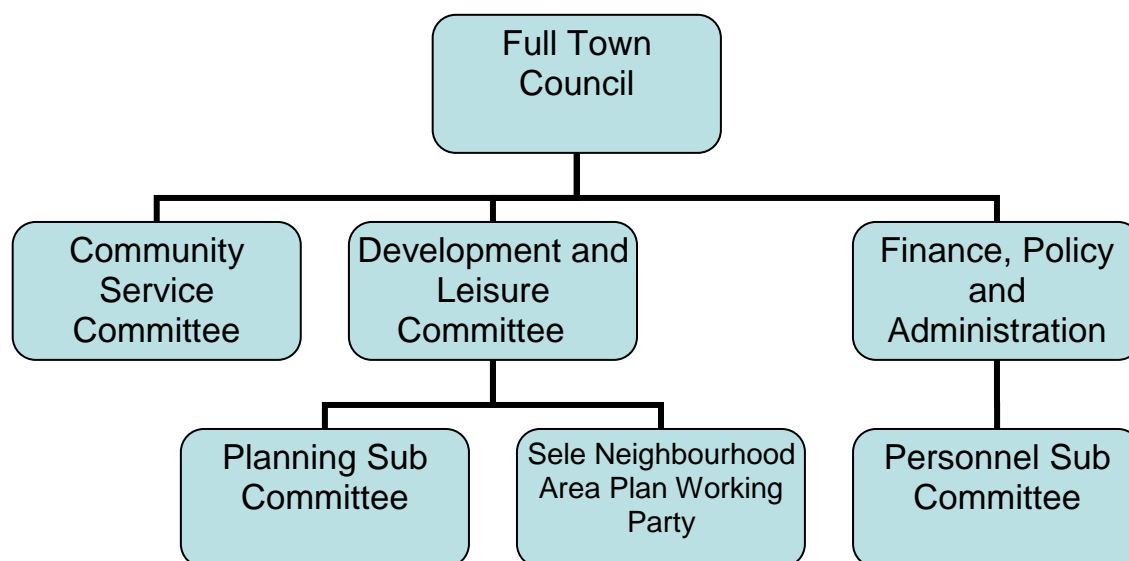 Full Town
Council
Community
Service
Committee
Development and
Leisure
Committee
Finance, Policy
and
Administration
Planning Sub
Committee
Sele Neighbourhood
Area Plan Working
Party
Personnel Sub
Committee